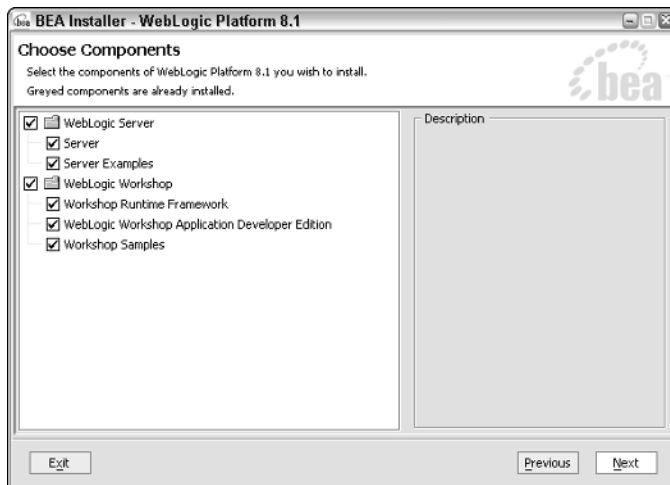 bea BEA Installer - WebLogic Platform 8.1
Choose Components
Select the components of WebLogic Platform 8.1 you wish to install.
Greyed components are already installed.
bea
WebLogic Server
Server
Server Examples
WebLogic Workshop
Workshop Runtime Framework
WebLogic Workshop Application Developer Edition
Workshop Samples
Description
Exit
Previous
Next